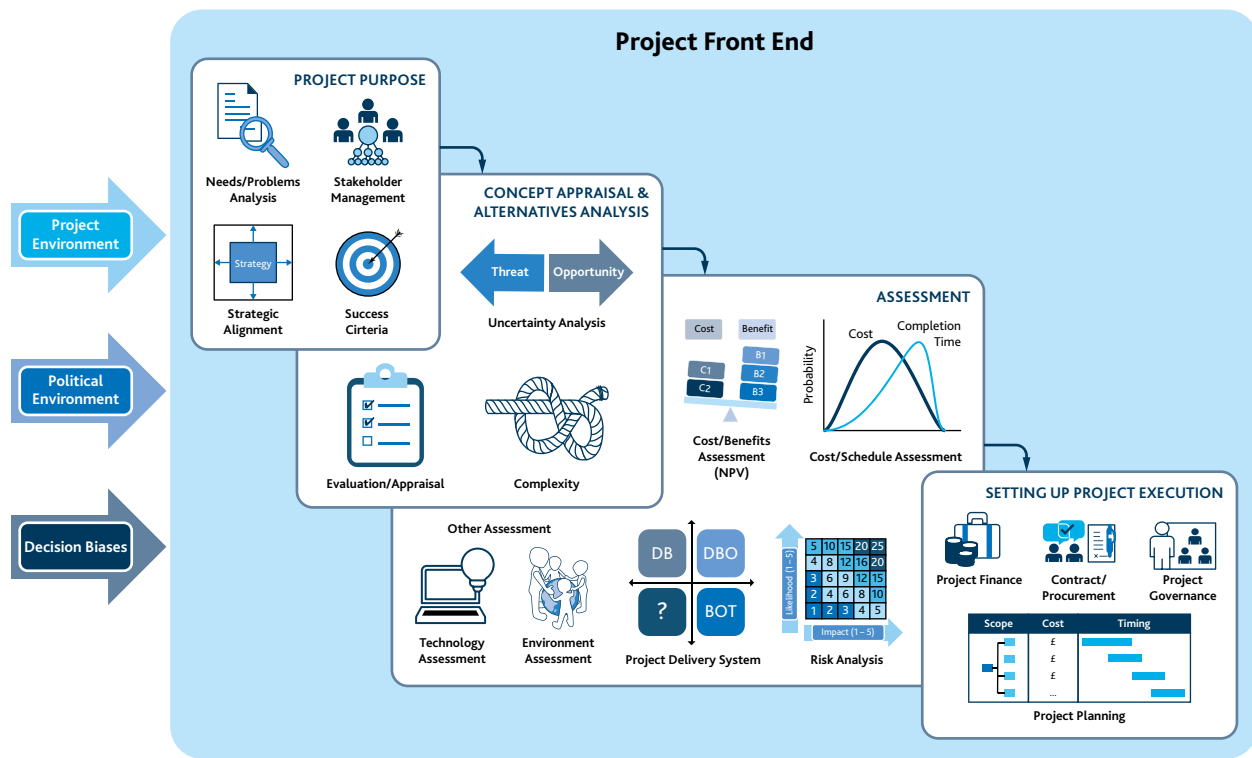 Project Front End
Project
Environment
Political
Environment
Decision Biases
PROJECT PURPOSE
Needs/Problems
Analysis
Stakeholder
Management
Strategy
Strategic
Alignment
Success
Cirteria
CONCEPT APPRAISAL &
ALTERNATIVES ANALYSIS
Threat
Opportunity
Uncertainty Analysis
Evaluation/Appraisal
Complexity
ASSESSMENT
Cost
Benefit
C1
C2
B1
B2
B3
Cost/Benefits
Assessment
(NPV)
Probability
Cost
Completion
Time
Cost/Schedule Assessment
Other Assessment
Technology
Assessment
Environment
Assessment
DB
DBO
?
BOT
Project Delivery System
Likelihood (1 – 5)
5 10 15 20 25
4 8 12 16 20
3 6 9 12 15
2 4 6 8 10
1 2 3 4 5
Impact (1 – 5)
Risk Analysis
SETTING UP PROJECT EXECUTION
Project Finance
Contract/
Procurement
Project
Governance
Scope Cost Timing
£
£
£
...
Project Planning